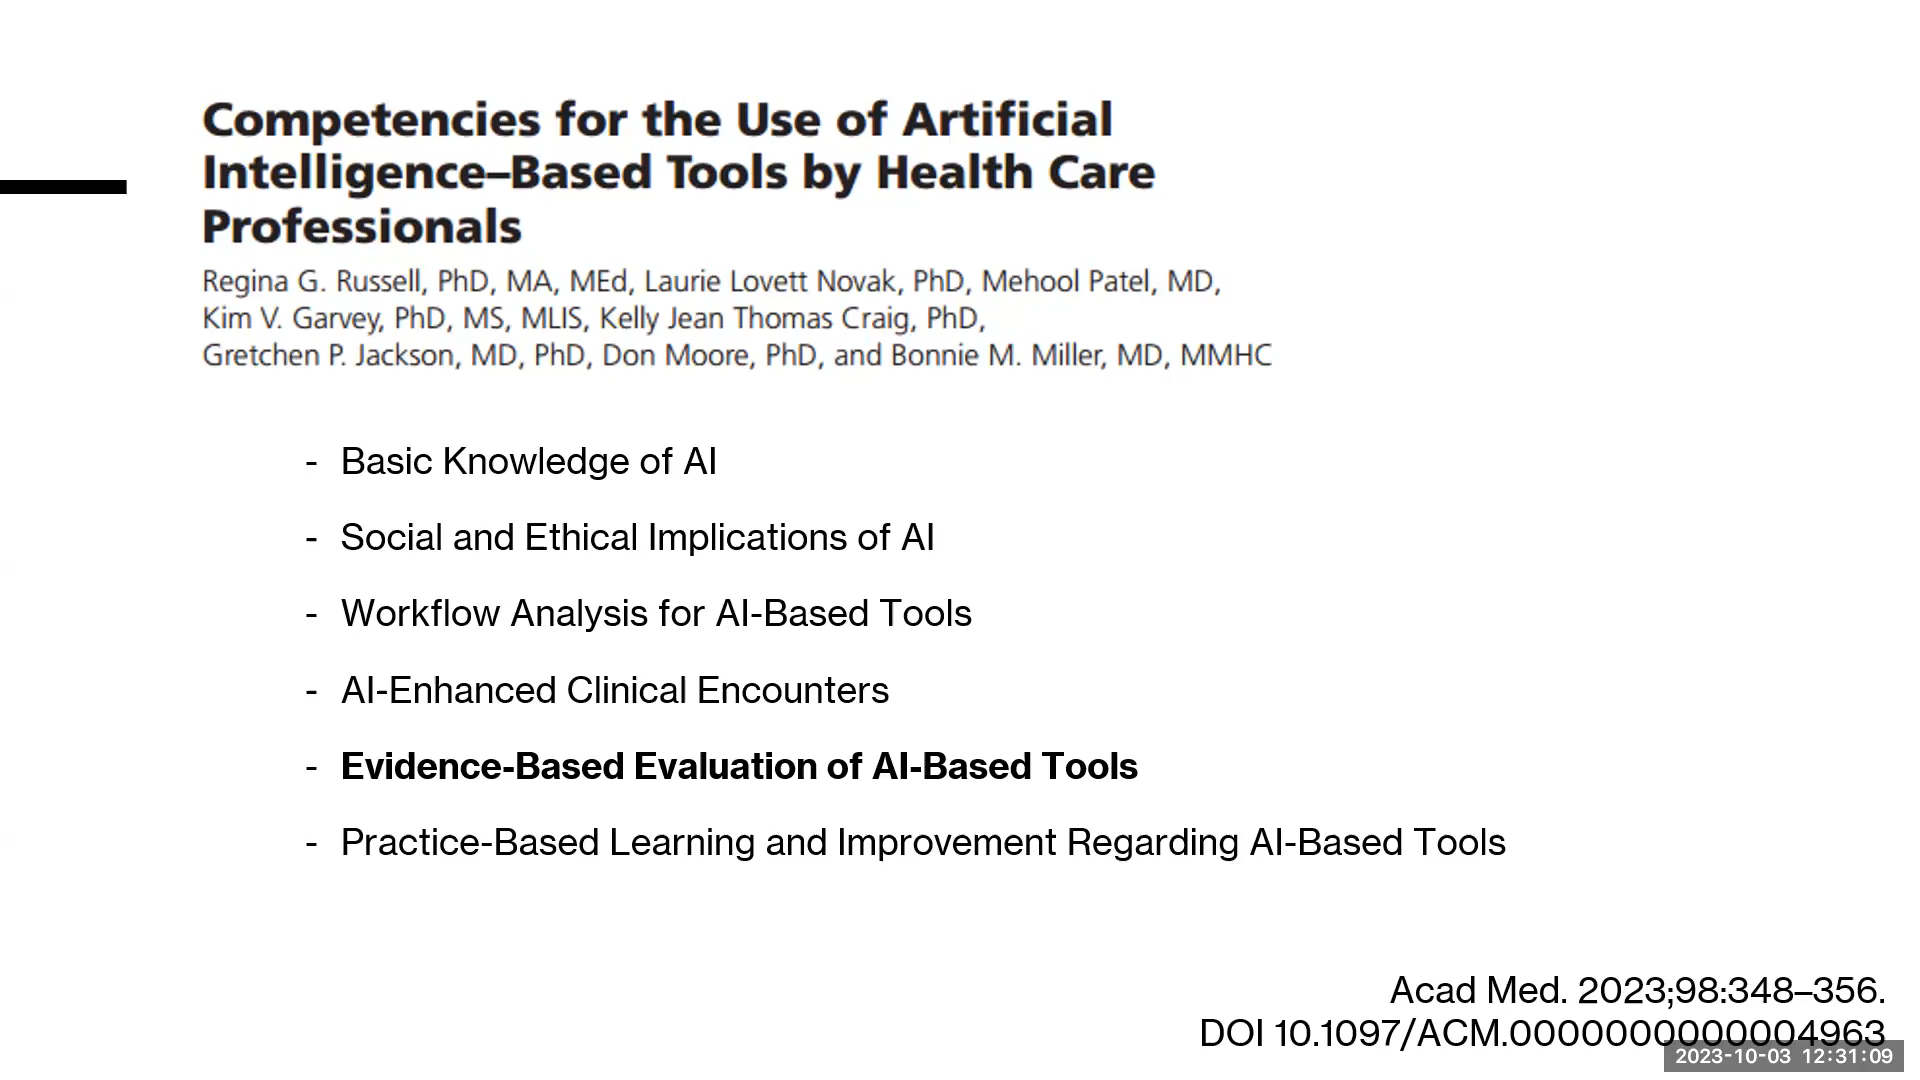 Competencies for the Use of Artificial
Intelligence–Based Tools by Health Care
Professionals
Regina G. Russell, PhD, MA, MEd, Laurie Lovett Novak, PhD, Mehool Patel, MD,
Kim V. Garvey, PhD, MS, MLIS, Kelly Jean Thomas Craig, PhD,
Gretchen P. Jackson, MD, PhD, Don Moore, PhD, and Bonnie M. Miller, MD, MMHC
- Basic Knowledge of AI
- Social and Ethical Implications of AI
- Workflow Analysis for AI-Based Tools
- AI-Enhanced Clinical Encounters
- Evidence-Based Evaluation of AI-Based Tools
- Practice-Based Learning and Improvement Regarding AI-Based Tools
Acad Med. 2023;98:348–356.
DOI 10.1097/ACM.0000000000004963
2023-10-03 12:31:09